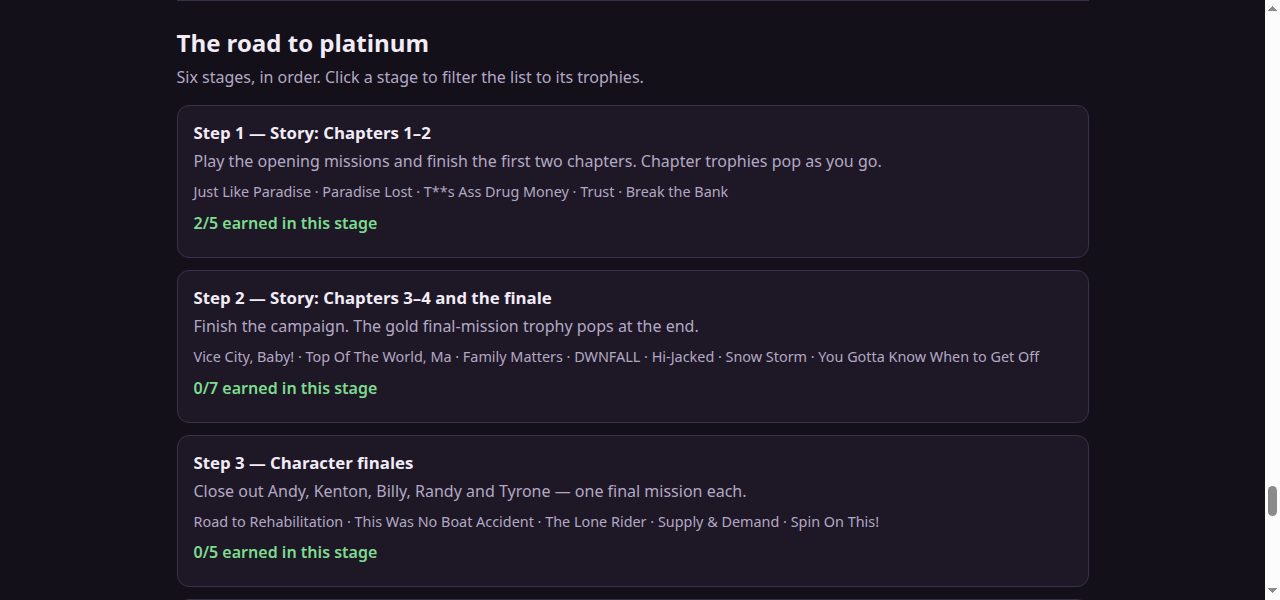 The road to platinum
Six stages, in order. Click a stage to filter the list to its trophies.
Step 1 — Story: Chapters 1–2
Play the opening missions and finish the first two chapters. Chapter trophies pop as you go.
Just Like Paradise · Paradise Lost · T**s Ass Drug Money · Trust · Break the Bank
2/5 earned in this stage
Step 2 — Story: Chapters 3–4 and the finale
Finish the campaign. The gold final-mission trophy pops at the end.
Vice City, Baby! · Top Of The World, Ma · Family Matters · DWNFALL · Hi-Jacked · Snow Storm · You Gotta Know When to Get Off
0/7 earned in this stage
Step 3 — Character finales
Close out Andy, Kenton, Billy, Randy and Tyrone — one final mission each.
Road to Rehabilitation · This Was No Boat Accident · The Lone Rider · Supply & Demand · Spin On This!
0/5 earned in this stage